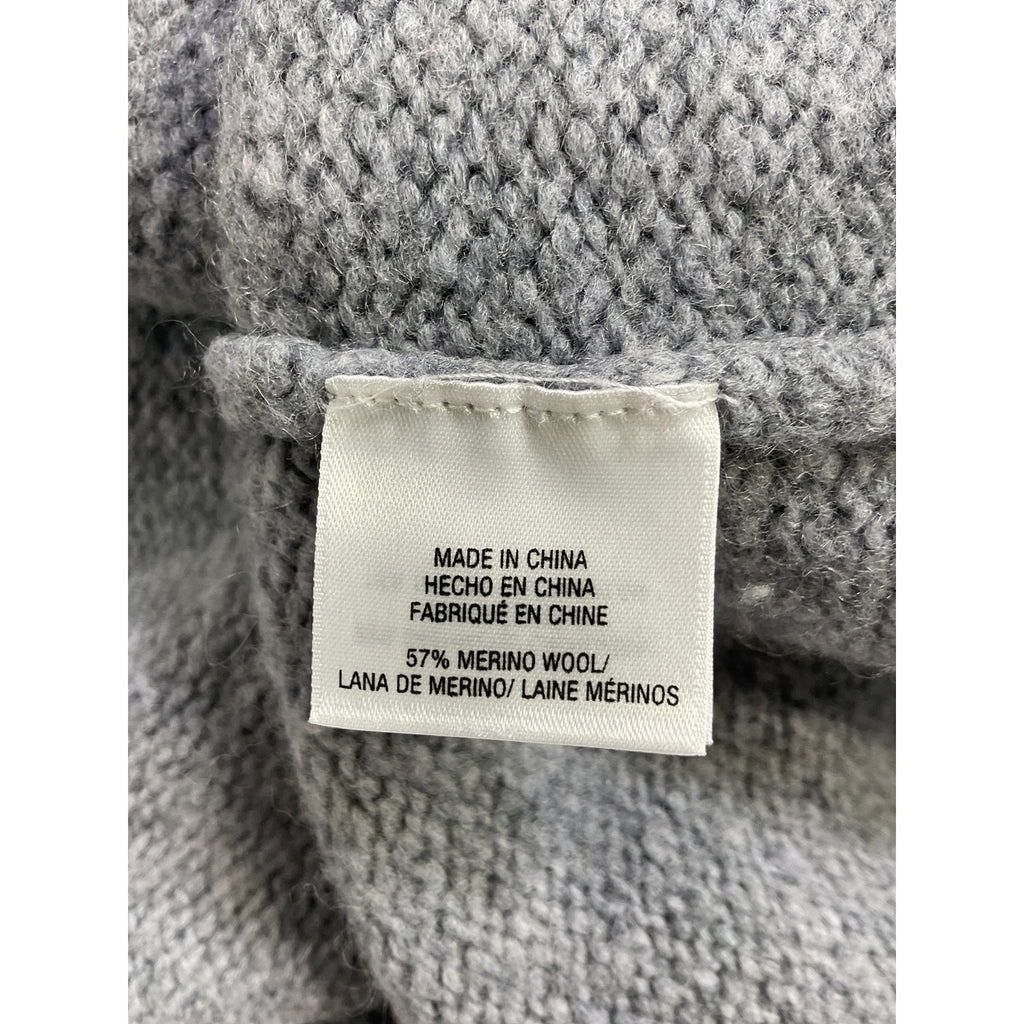 MADE IN CHINA
HECHO EN CHINA
FABRIQUÉ EN CHINE
57% MERINO WOOL/
LANA DE MERINO/ LAINE MÉRINOS